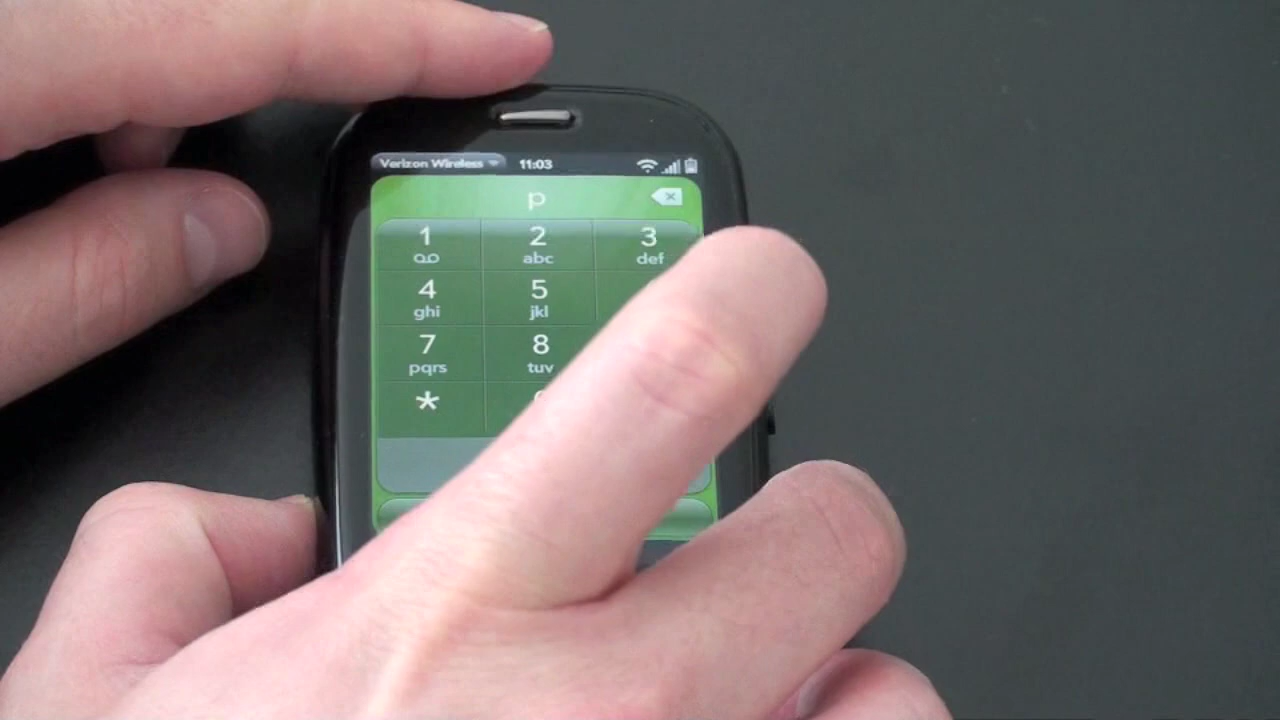 Verizon Wireless 11:03
p
1 2 3
abc def
4 5
ghi jkl
7 8
pqrs tuv
*